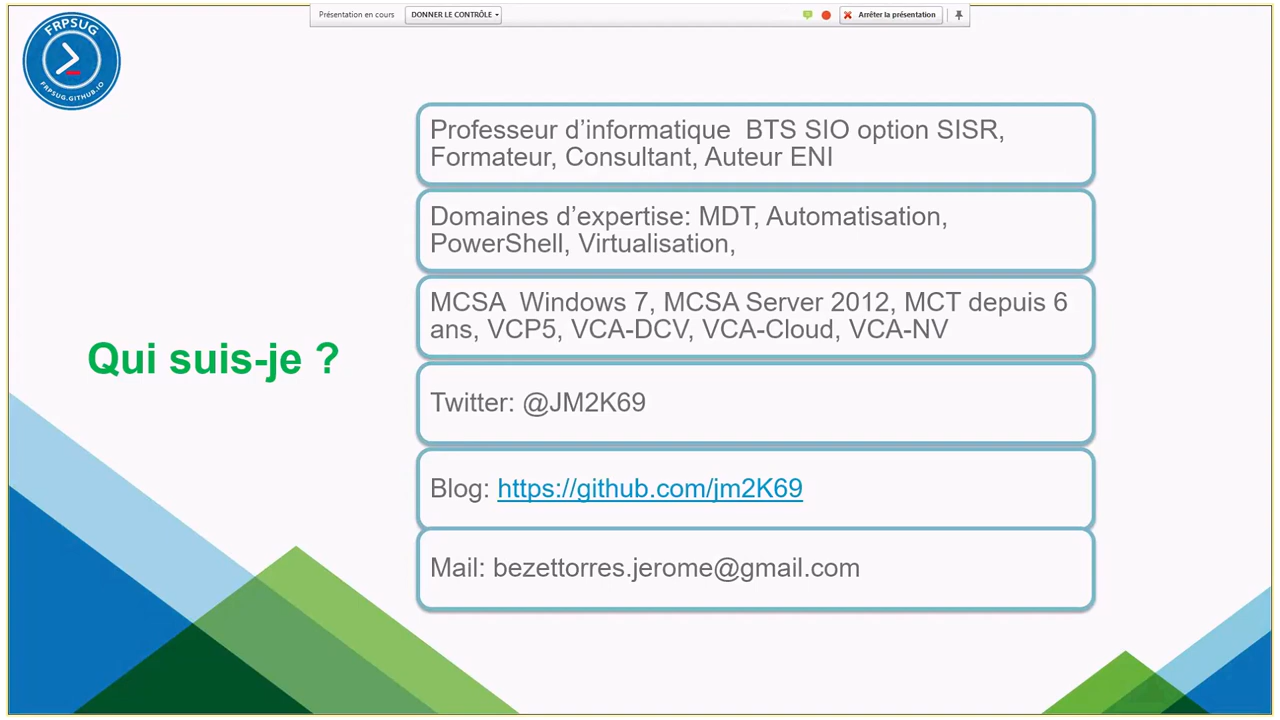 Présentation en cours
DONNER LE CONTRÔLE
Arrêter la présentation
FRPSUG
FRPSUG.GITHUB.IO
Qui suis-je ?
Professeur d’informatique  BTS SIO option SISR,
Formateur, Consultant, Auteur ENI
Domaines d’expertise: MDT, Automatisation,
PowerShell, Virtualisation,
MCSA  Windows 7, MCSA Server 2012, MCT depuis 6
ans, VCP5, VCA-DCV, VCA-Cloud, VCA-NV
Twitter: @JM2K69
Blog: https://github.com/jm2K69
Mail: bezettorres.jerome@gmail.com